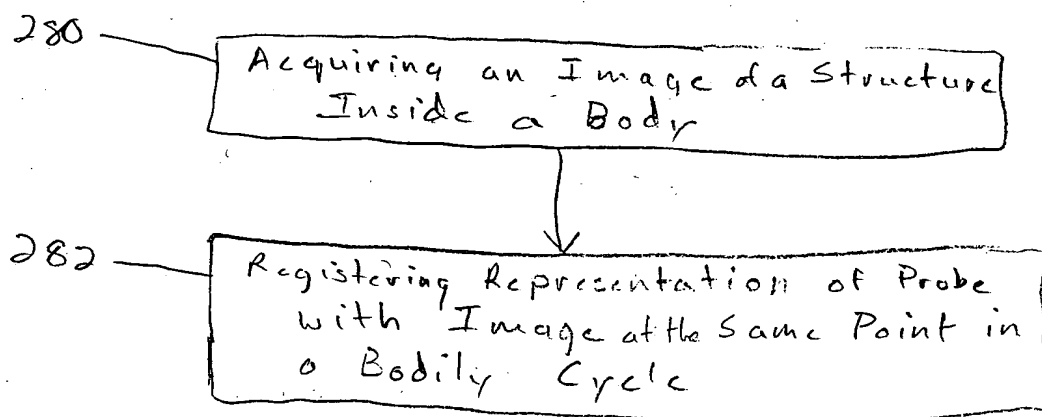 280
Acquiring an Image of a Structure
Inside a Body
282
Registering Representation of Probe
with Image at the Same Point in
a Bodily Cycle